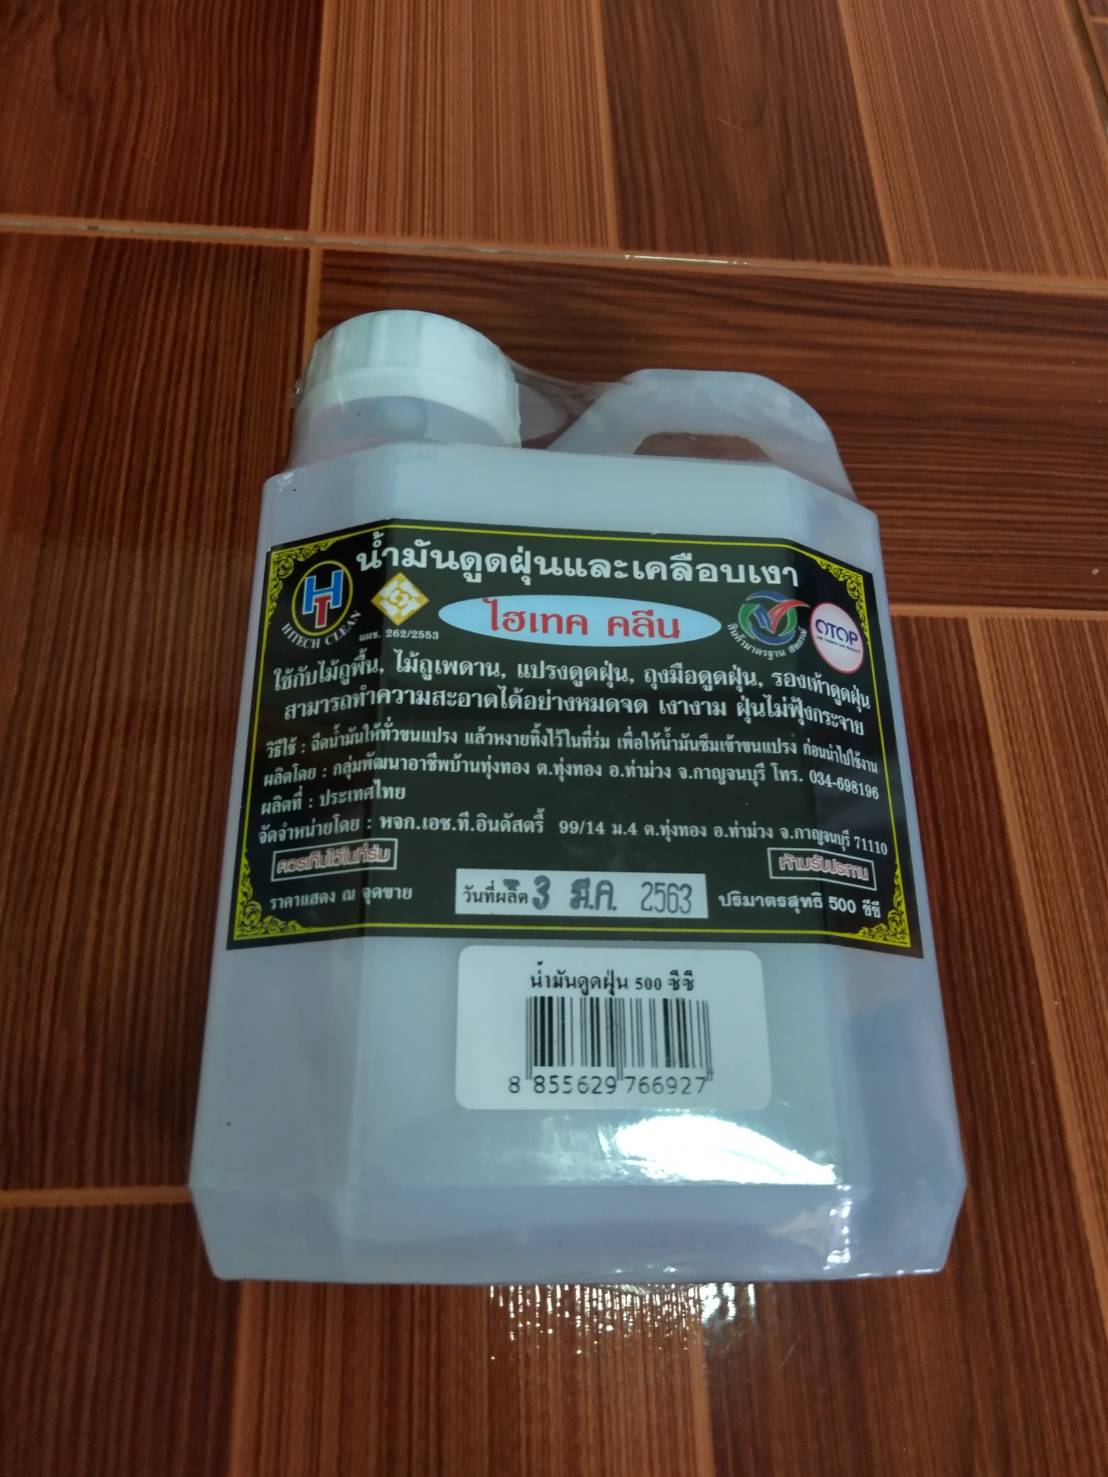 น้ำมันดูดฝุ่นและเคลือบเงา
HT
HITECH CLEAN
มผช. 262/2553
ไฮเทค คลีน
สินค้ามาตรฐาน
OTOP
ใช้กับไม้ถูพื้น, ไม้ถูเพดาน, แปรงดูดฝุ่น, ถุงมือดูดฝุ่น, รองเท้าดูดฝุ่น
สามารถทำความสะอาดได้อย่างหมดจด เงางาม ฝุ่นไม่ฟุ้งกระจาย
วิธีใช้ : ฉีดน้ำมันให้ทั่วขนแปรง แล้วหงายทิ้งไว้ในที่ร่ม เพื่อให้น้ำมันซึมเข้าขนแปรง ก่อนนำไปใช้งาน
ผลิตโดย : กลุ่มพัฒนาอาชีพบ้านทุ่งทอง ต.ทุ่งทอง อ.ท่าม่วง จ.กาญจนบุรี โทร. 034-698196
ผลิตที่ : ประเทศไทย
จัดจำหน่ายโดย : หจก.เอช.ที.อินดัสตรี้ 99/14 ม.4 ต.ทุ่งทอง อ.ท่าม่วง จ.กาญจนบุรี 71110
ควรเก็บไว้ในที่ร่ม
ห้ามรับประทาน
ราคาแสดง ณ จุดขาย
วันที่ผลิต 3 มี.ค. 2563
ปริมาตรสุทธิ 500 ซีซี
น้ำมันดูดฝุ่น 500 ซีซี
8 855629 766927